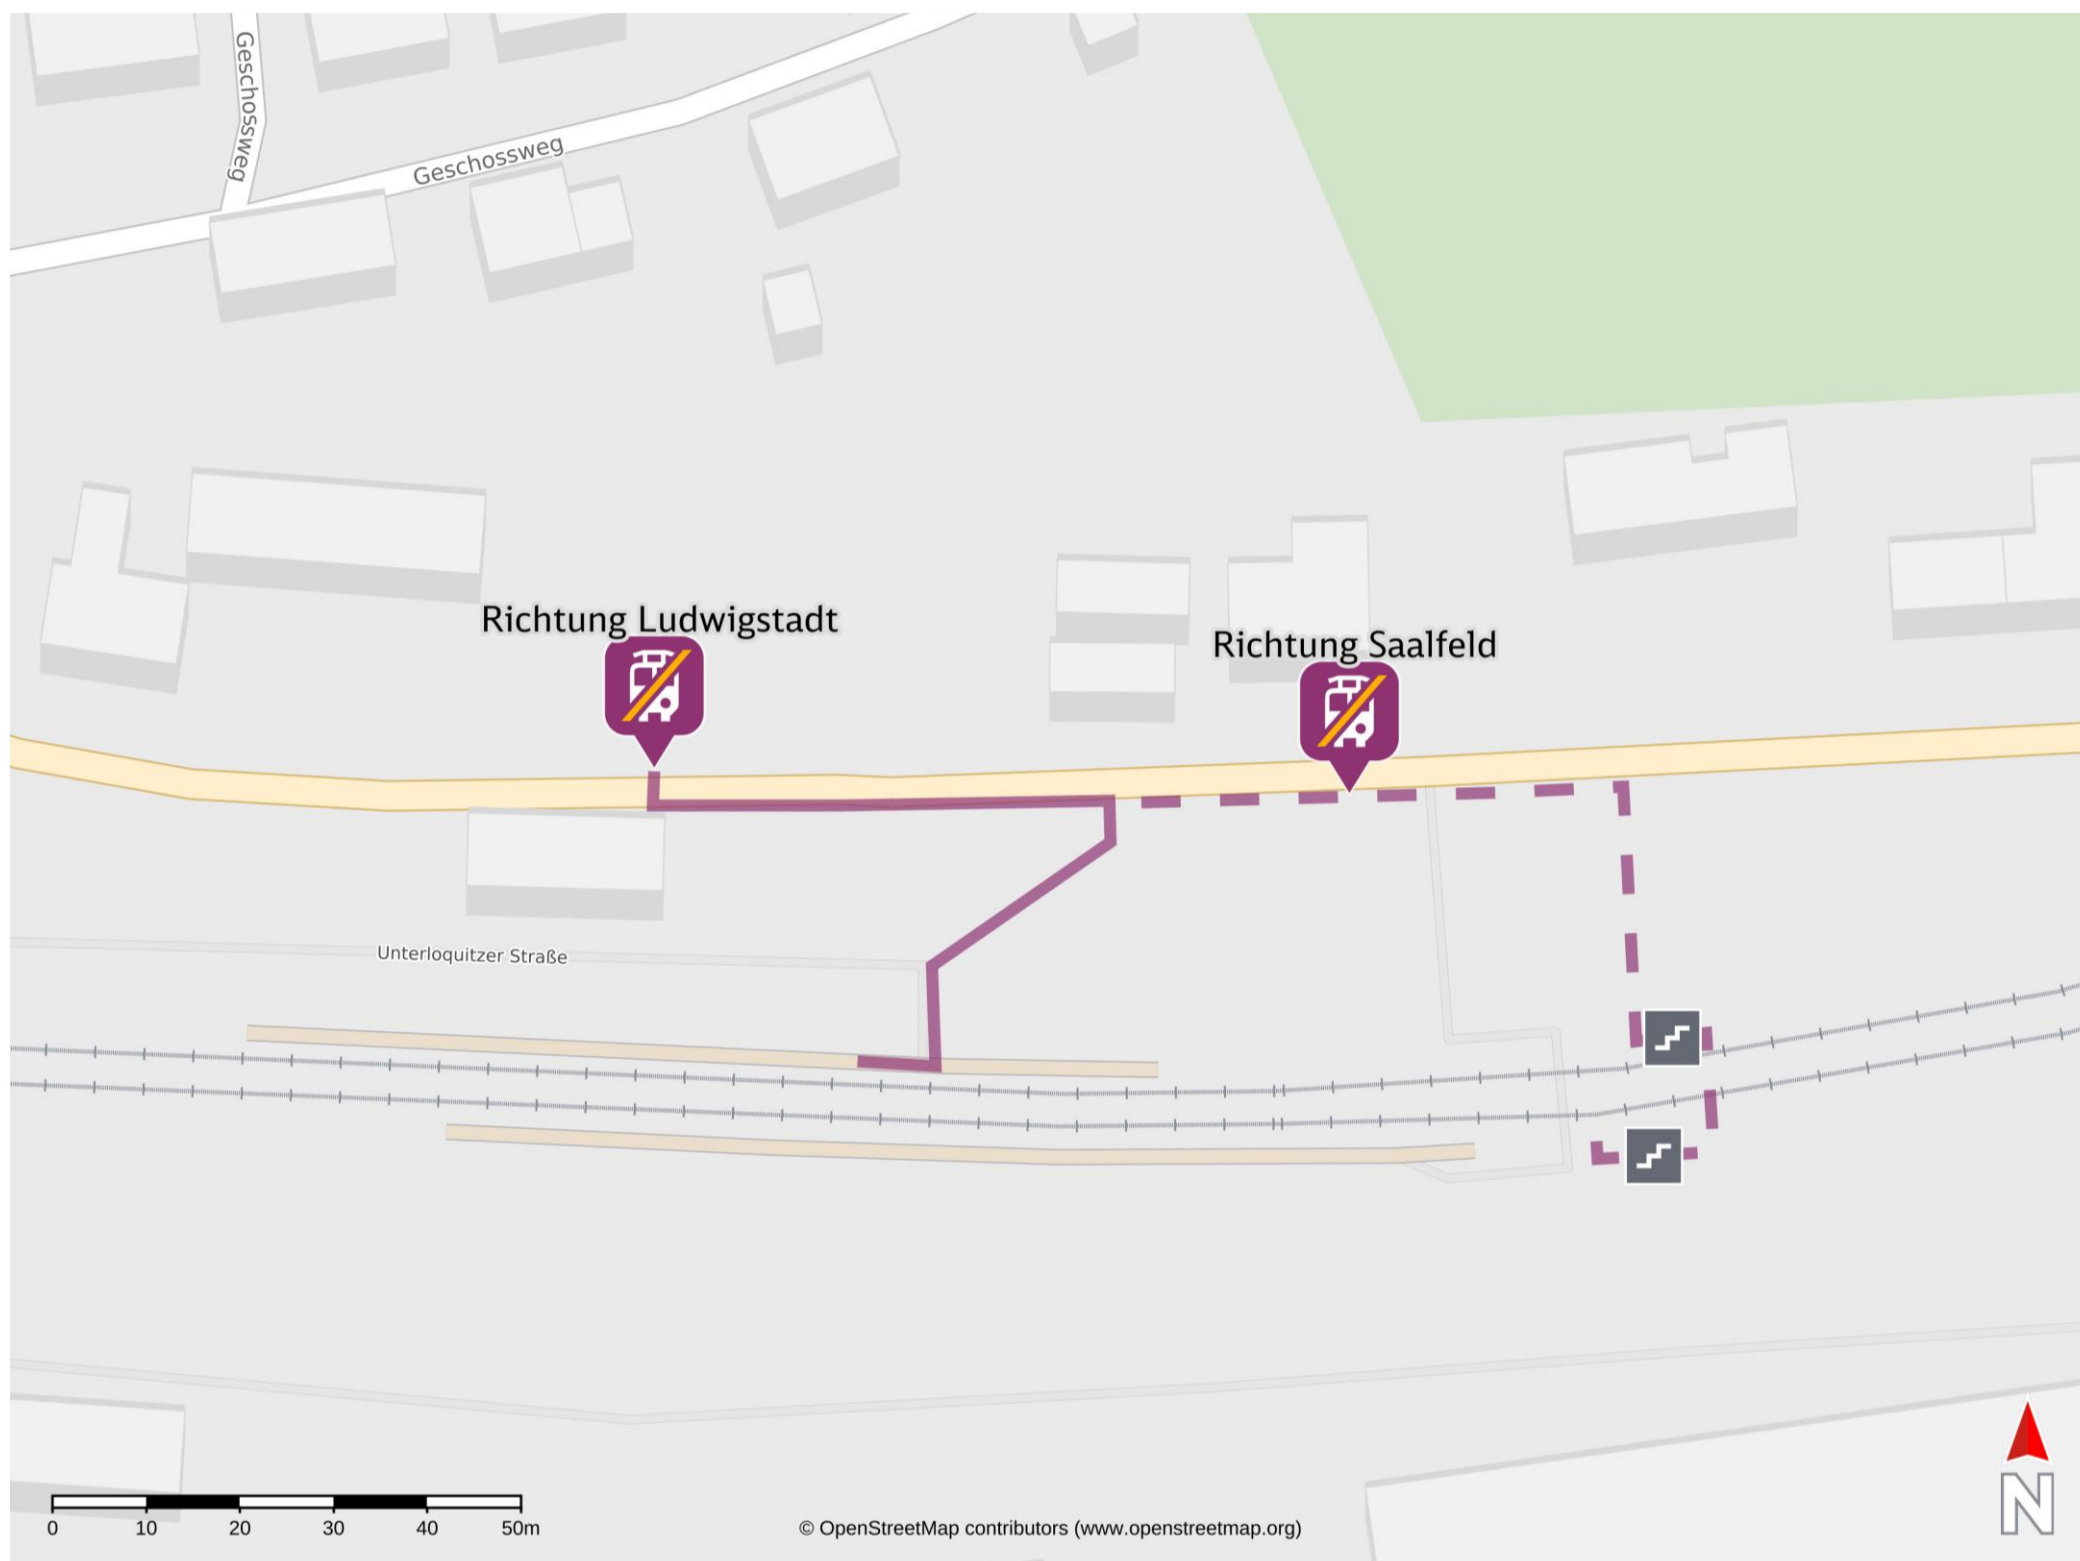 Geschossweg
Geschossweg
Richtung Ludwigstadt
Richtung Saalfeld
Unterloquitzer Straße
0 10 20 30 40 50m
© OpenStreetMap contributors (www.openstreetmap.org)
N